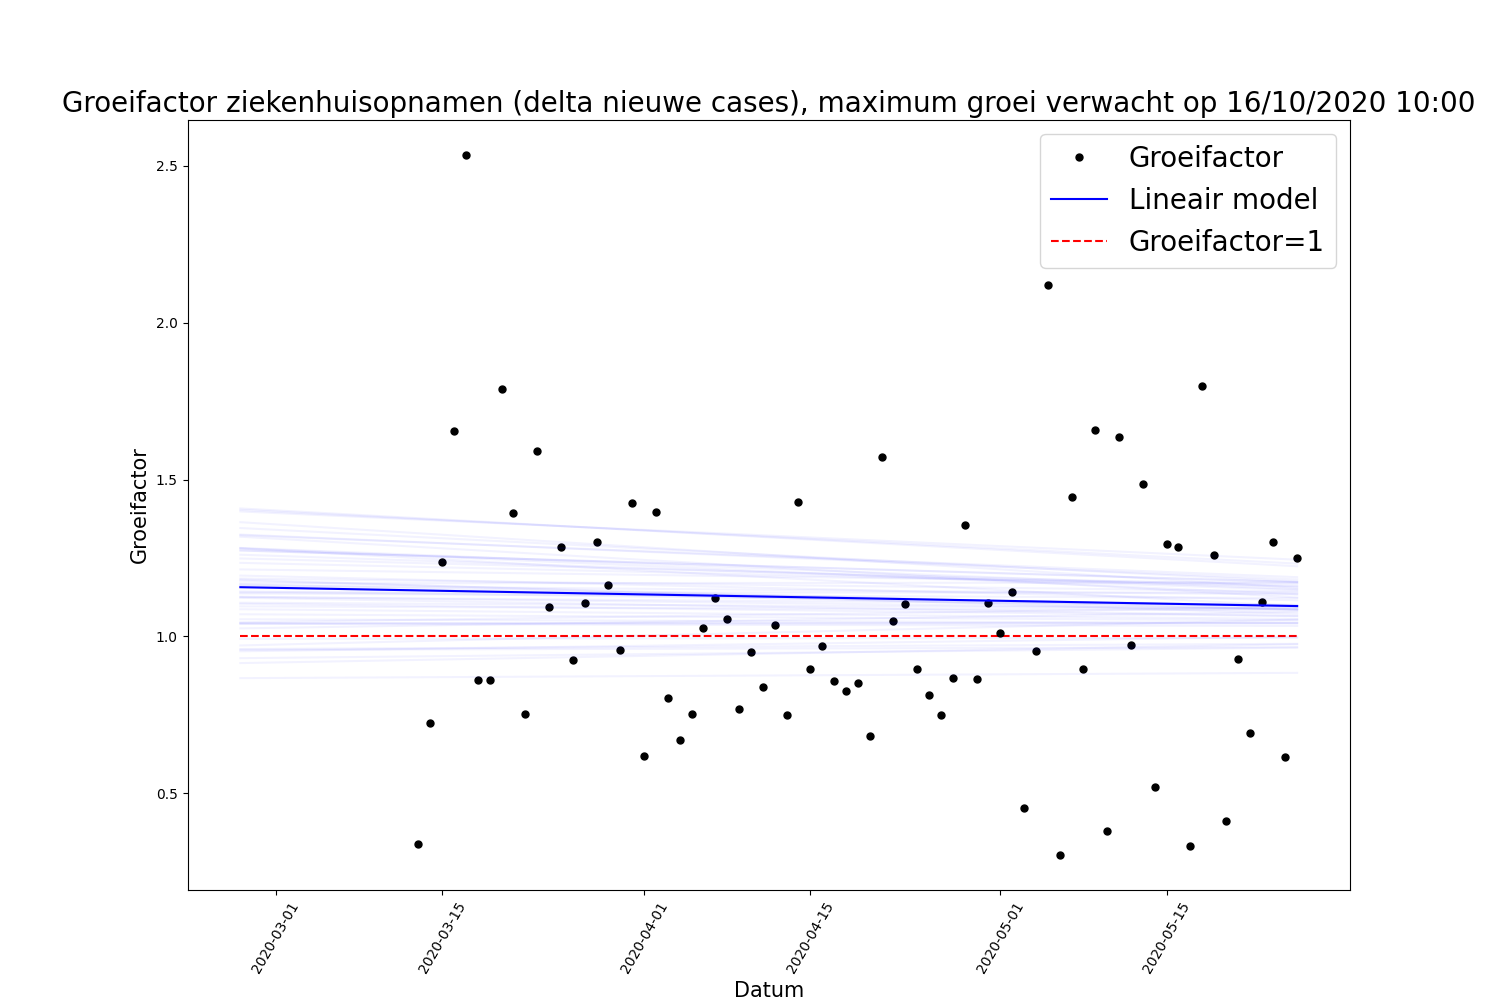 Groeifactor ziekenhuisopnamen (delta nieuwe cases), maximum groei verwacht op 16/10/2020 10:00
Groeifactor
Lineair model
Groeifactor=1
Groeifactor
2.5
2.0
1.5
1.0
0.5
2020-03-01
2020-03-15
2020-04-01
2020-04-15
2020-05-01
2020-05-15
Datum